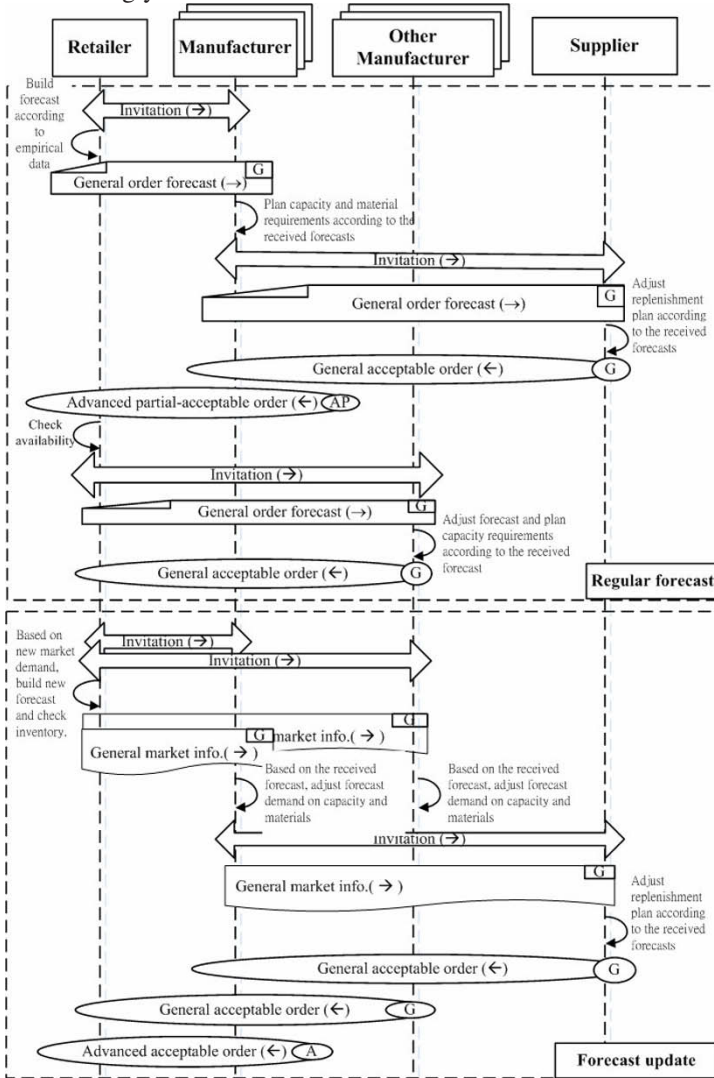 Retailer
Manufacturer
Other
Manufacturer
Supplier
Build
forecast
according
to
empirical
data
Invitation (→)
G
General order forecast (→)
Plan capacity and material
requirements according to the
received forecasts
Invitation (→)
G
General order forecast (→)
Adjust
replenishment
plan according
to the received
forecasts
General acceptable order (←)
G
Advanced partial-acceptable order (←)
AP
Check
availability
Invitation (→)
General order forecast (→)
G
Adjust forecast and plan
capacity requirements
according to the received
forecast
General acceptable order (←)
G
Regular forecast
Based on
new market
demand,
build new
forecast
and check
inventory.
Invitation (→)
Invitation (→)
G
G
market info.(→)
General market info.(→)
Based on the received
forecast, adjust forecast
demand on capacity and
materials
Based on the received
forecast, adjust forecast
demand on capacity and
materials
Invitation (→)
G
General market info.(→)
Adjust
replenishment
plan according
to the received
forecasts
General acceptable order (←)
G
General acceptable order (←)
G
Advanced acceptable order (←)
A
Forecast update